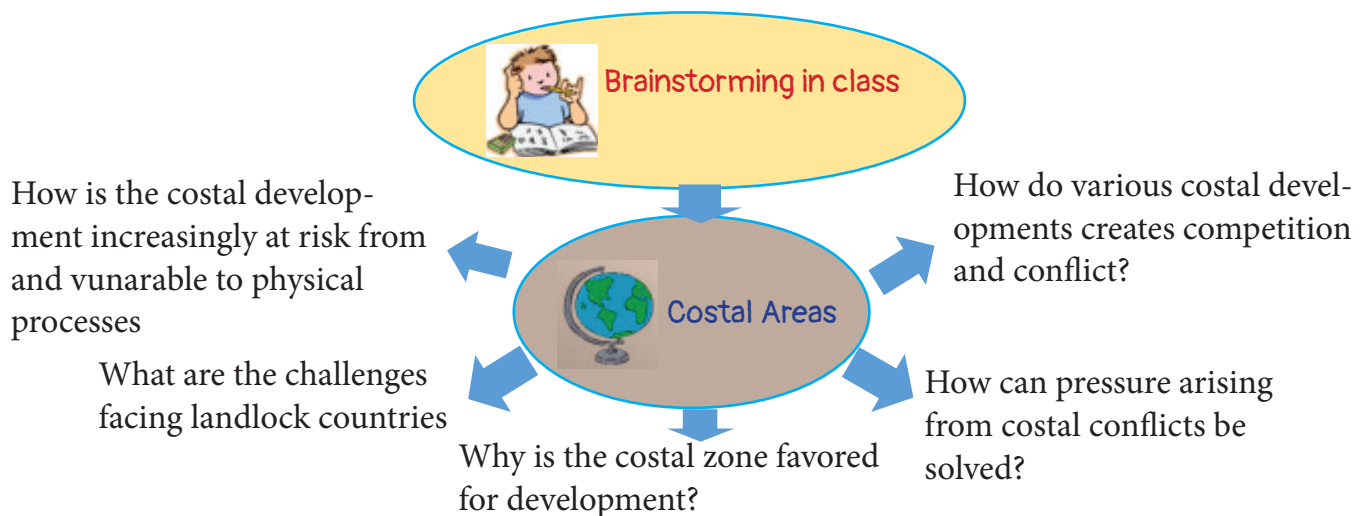 Brainstorming in class
How is the costal develop-
ment increasingly at risk from
and vunarable to physical
processes
How do various costal devel-
opments creates competition
and conflict?
Costal Areas
What are the challenges
facing landlock countries
How can pressure arising
from costal conflicts be
solved?
Why is the costal zone favored
for development?